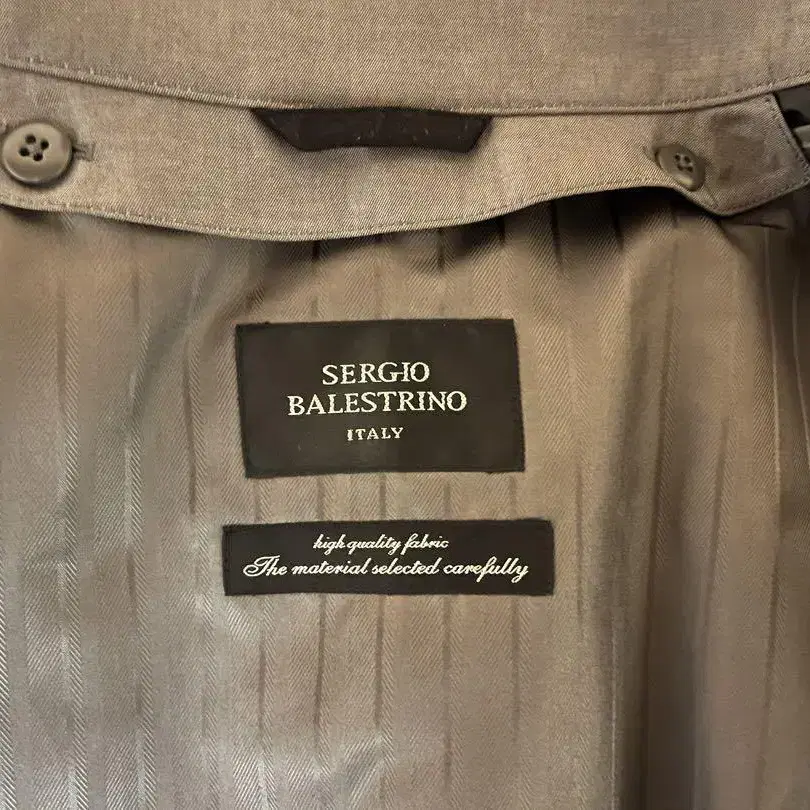 SERGIO
BALESTRINO
ITALY
high quality fabric
The material selected carefully